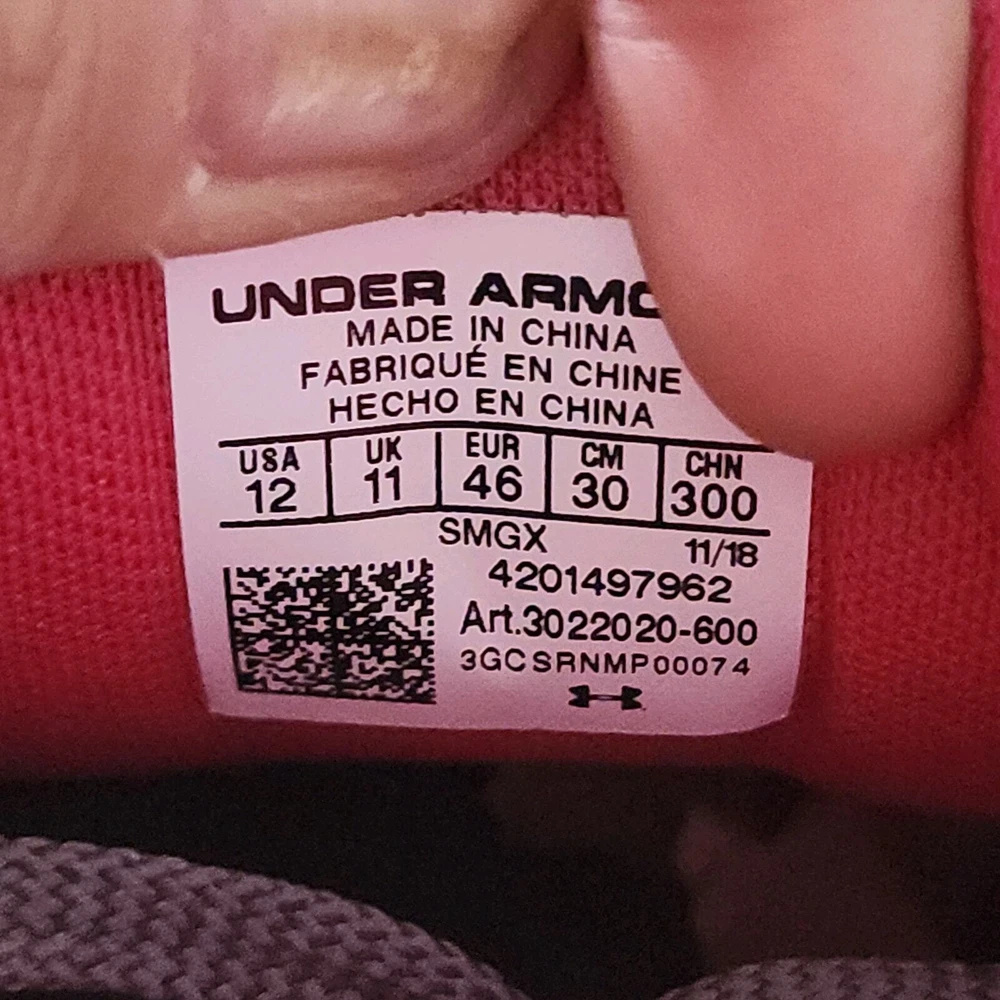 UNDER ARMO
MADE IN CHINA
FABRIQUÉ EN CHINE
HECHO EN CHINA
USA UK EUR CM CHN
12 11 46 30 300
SMGX 11/18
4201497962
Art.3022020-600
3GCSRNMP00074